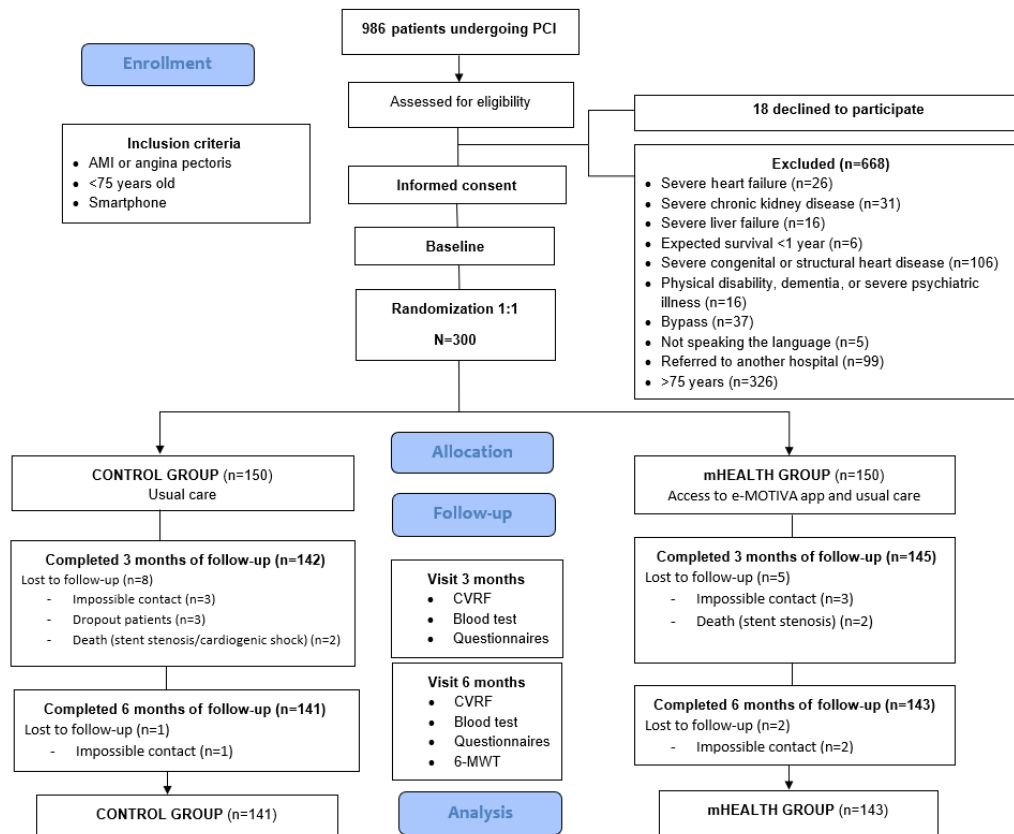 986 patients undergoing PCI
Enrollment
Assessed for eligibility
18 declined to participate
Inclusion criteria
• AMI or angina pectoris
• <75 years old
• Smartphone
Excluded (n=668)
• Severe heart failure (n=26)
• Severe chronic kidney disease (n=31)
• Severe liver failure (n=16)
• Expected survival <1 year (n=6)
• Severe congenital or structural heart disease (n=106)
• Physical disability, dementia, or severe psychiatric
illness (n=16)
• Bypass (n=37)
• Not speaking the language (n=5)
• Referred to another hospital (n=99)
• >75 years (n=326)
Informed consent
Baseline
Randomization 1:1
N=300
Allocation
CONTROL GROUP (n=150)
Usual care
mHEALTH GROUP (n=150)
Access to e-MOTIVA app and usual care
Follow-up
Completed 3 months of follow-up (n=142)
Lost to follow-up (n=8)
- Impossible contact (n=3)
- Dropout patients (n=3)
- Death (stent stenosis/cardiogenic shock) (n=2)
Visit 3 months
• CVRF
• Blood test
• Questionnaires
Completed 3 months of follow-up (n=145)
Lost to follow-up (n=5)
- Impossible contact (n=3)
- Death (stent stenosis) (n=2)
Completed 6 months of follow-up (n=141)
Lost to follow-up (n=1)
- Impossible contact (n=1)
Visit 6 months
• CVRF
• Blood test
• Questionnaires
• 6-MWT
Completed 6 months of follow-up (n=143)
Lost to follow-up (n=2)
- Impossible contact (n=2)
Analysis
CONTROL GROUP (n=141)
mHEALTH GROUP (n=143)